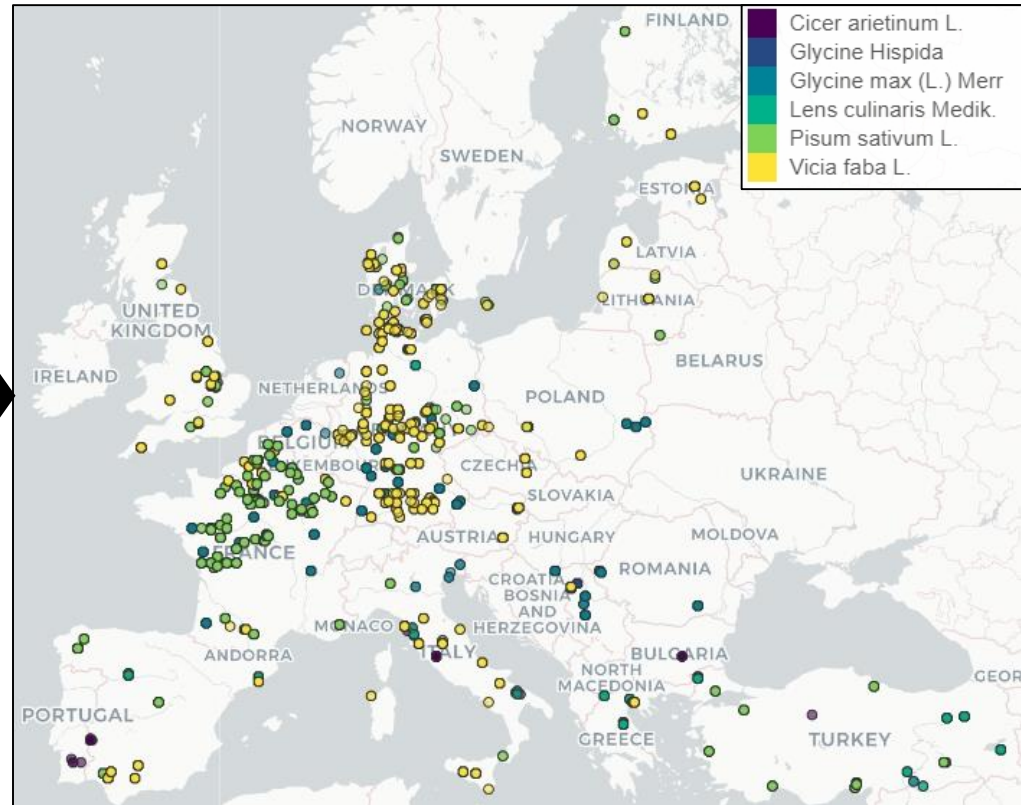 FINLAND
NORWAY
SWEDEN
ESTONIA
LATVIA
DENMARK
LITHUANIA
UNITED
KINGDOM
BELARUS
IRELAND
NETHERLANDS
POLAND
BELGIUM
LUXEMBOURG
CZECHIA
UKRAINE
SLOVAKIA
AUSTRIA
HUNGARY
MOLDOVA
FRANCE
ROMANIA
CROATIA
BOSNIA
AND
HERZEGOVINA
MONACO
ITALY
BULGARIA
ANDORRA
NORTH
MACEDONIA
GEOR
PORTUGAL
GREECE
TURKEY
Cicer arietinum L.
Glycine Hispida
Glycine max (L.) Merr
Lens culinaris Medik.
Pisum sativum L.
Vicia faba L.